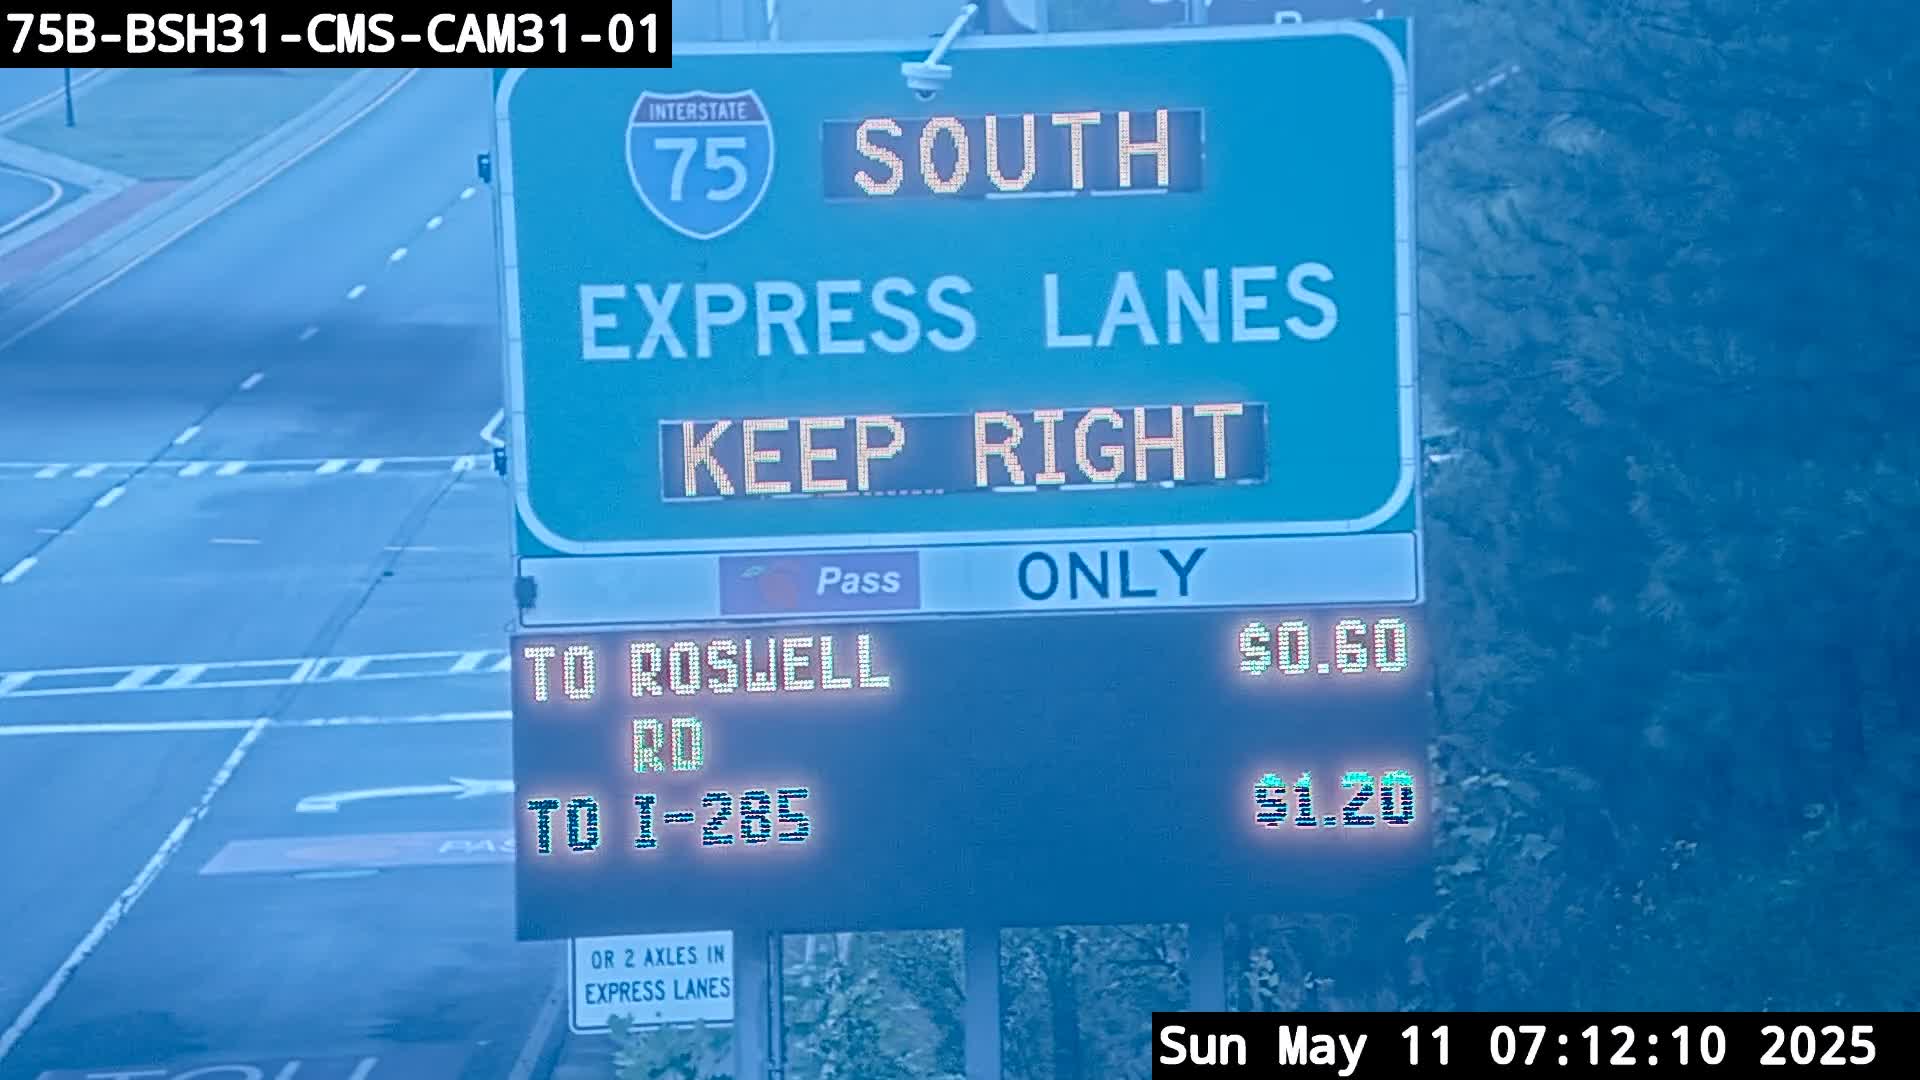 75B-BSH31-CMS-CAM31-01
INTERSTATE
75
SOUTH
EXPRESS LANES
KEEP RIGHT
Pass ONLY
TO ROSWELL $0.60
RD
TO I-285 $1.20
OR 2 AXLES IN
EXPRESS LANES
Sun May 11 07:12:10 2025